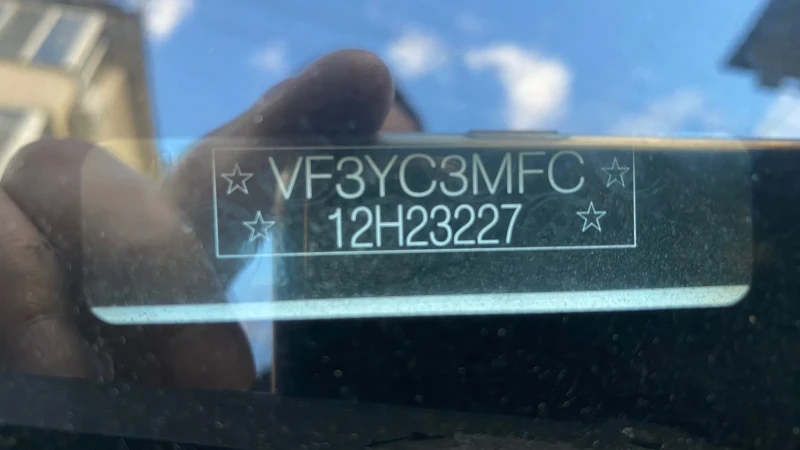 ☆ VF3YC3MFC ☆
☆ 12H23227 ☆